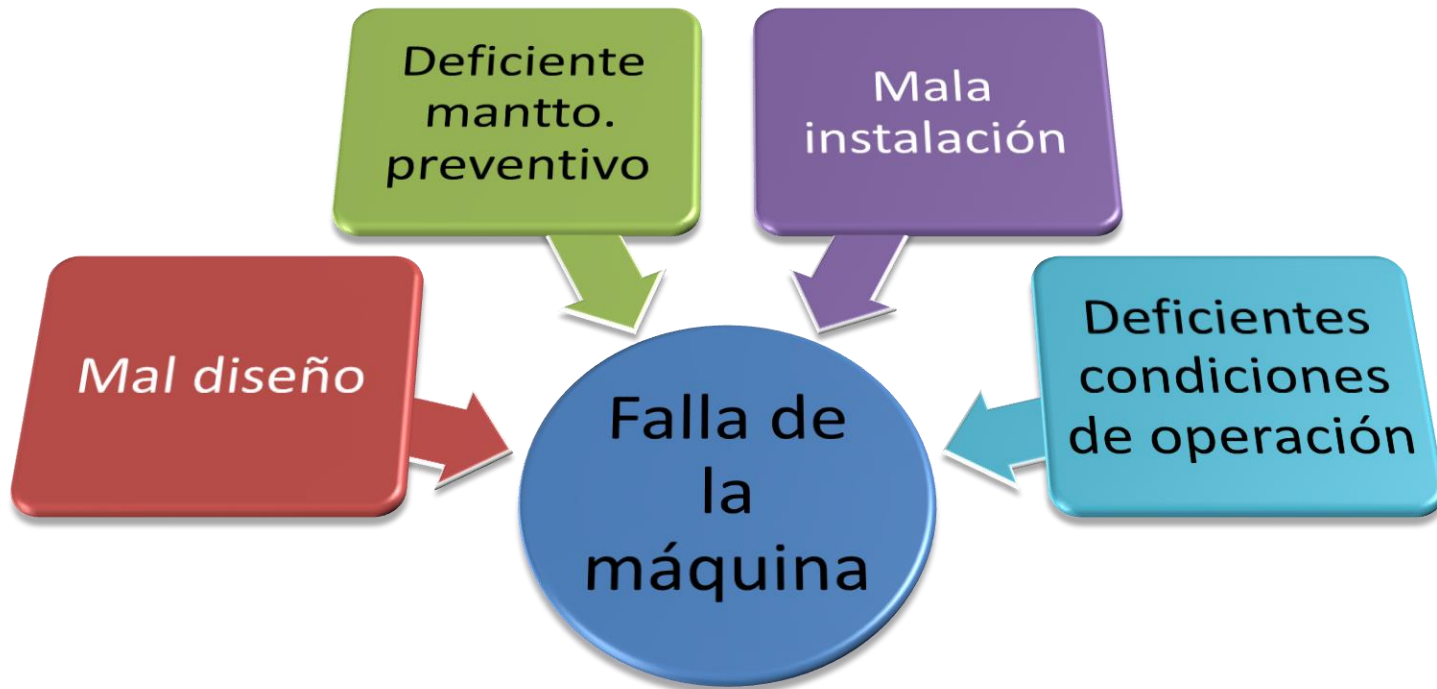 Deficiente
mantto.
preventivo
Mala
instalación
Mal diseño
Deficientes
condiciones
de operación
Falla de
la
máquina